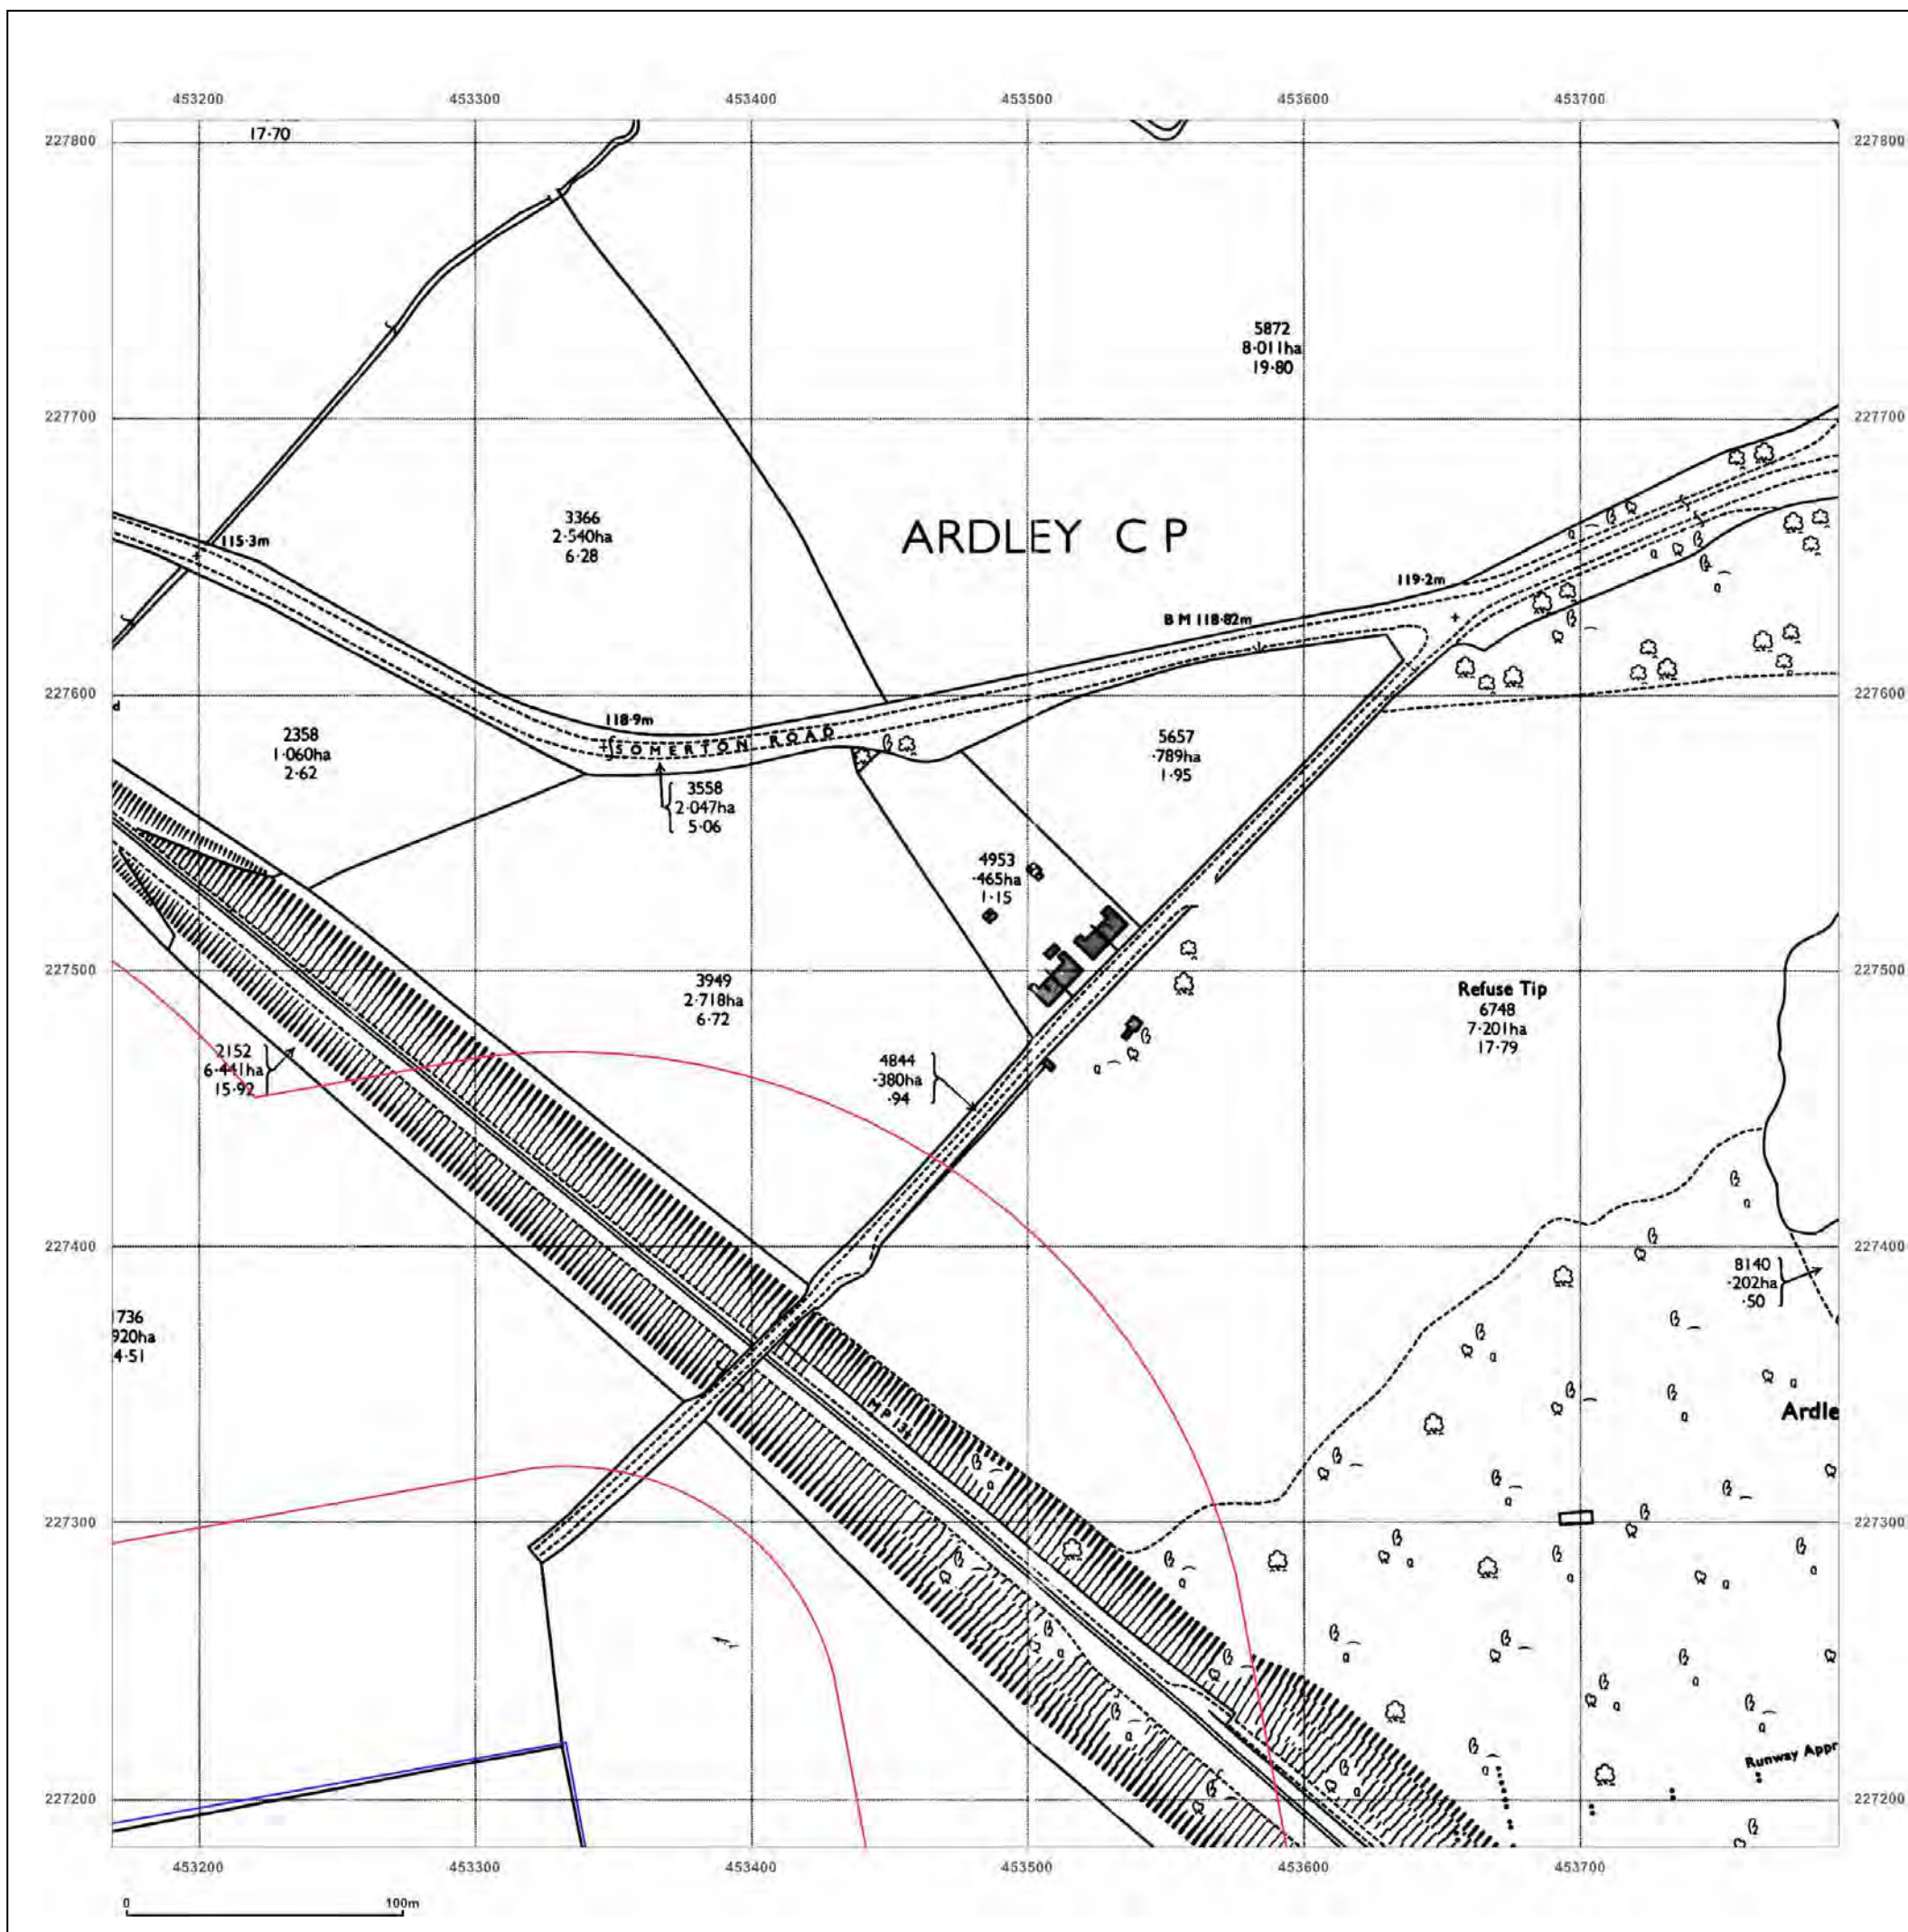 453200 453300 453400 453500 453600 453700
17·70
227800 227800
5872
8·011ha
19·80
227700 227700
3366
2·540ha
6·28
ARDLEY C P
115·3m
119·2m
B M 118·82m
227600 227600
d
118·9m
SOMERTON ROAD
2358
1·060ha
2·62
5657
·789ha
1·95
3558
2·047ha
5·06
4953
·465ha
1·15
227500 227500
3949
2·718ha
6·72
Refuse Tip
6748
7·201ha
17·79
2152
6·441ha
15·92
4844
·380ha
·94
227400 227400
8140
·202ha
·50
1736
920ha
4·51
Ardle
MP
227300 227300
Runway Appr
227200 227200
453200 453300 453400 453500 453600 453700
0 100m